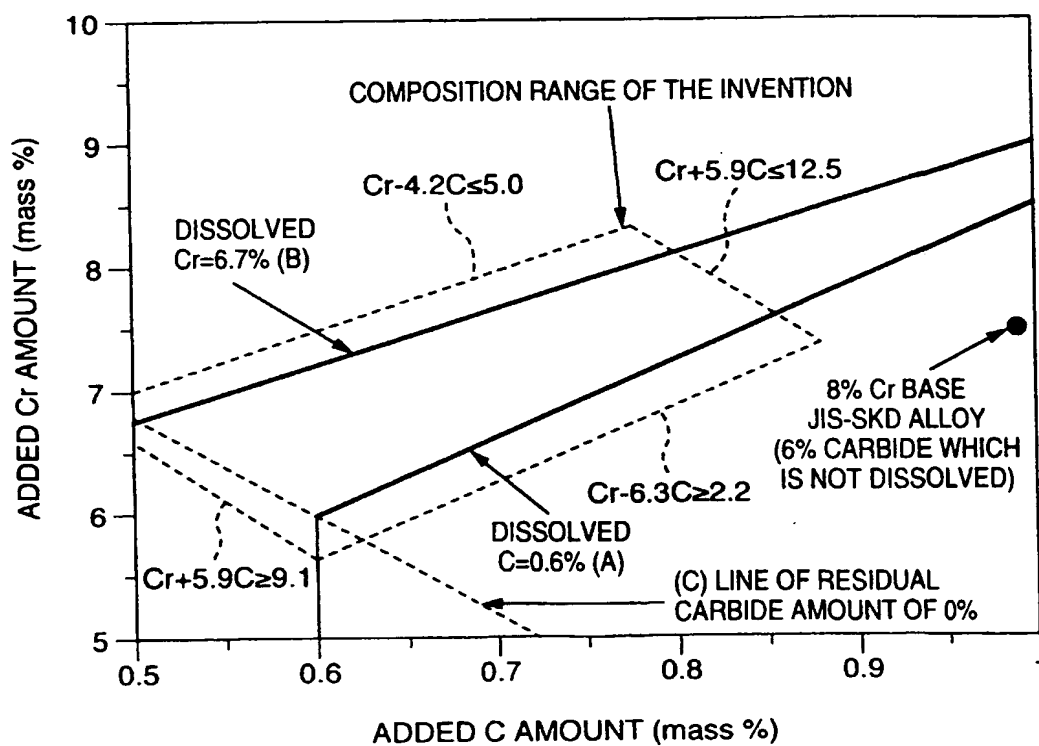 10
COMPOSITION RANGE OF THE INVENTION
9
Cr-4.2C≤5.0
Cr+5.9C≤12.5
DISSOLVED
Cr=6.7% (B)
8
ADDED Cr AMOUNT (mass %)
7
8% Cr BASE
JIS-SKD ALLOY
(6% CARBIDE WHICH
IS NOT DISSOLVED)
Cr-6.3C≥2.2
6
DISSOLVED
C=0.6% (A)
Cr+5.9C≥9.1
(C) LINE OF RESIDUAL
CARBIDE AMOUNT OF 0%
5
0.5 0.6 0.7 0.8 0.9 1
ADDED C AMOUNT (mass %)